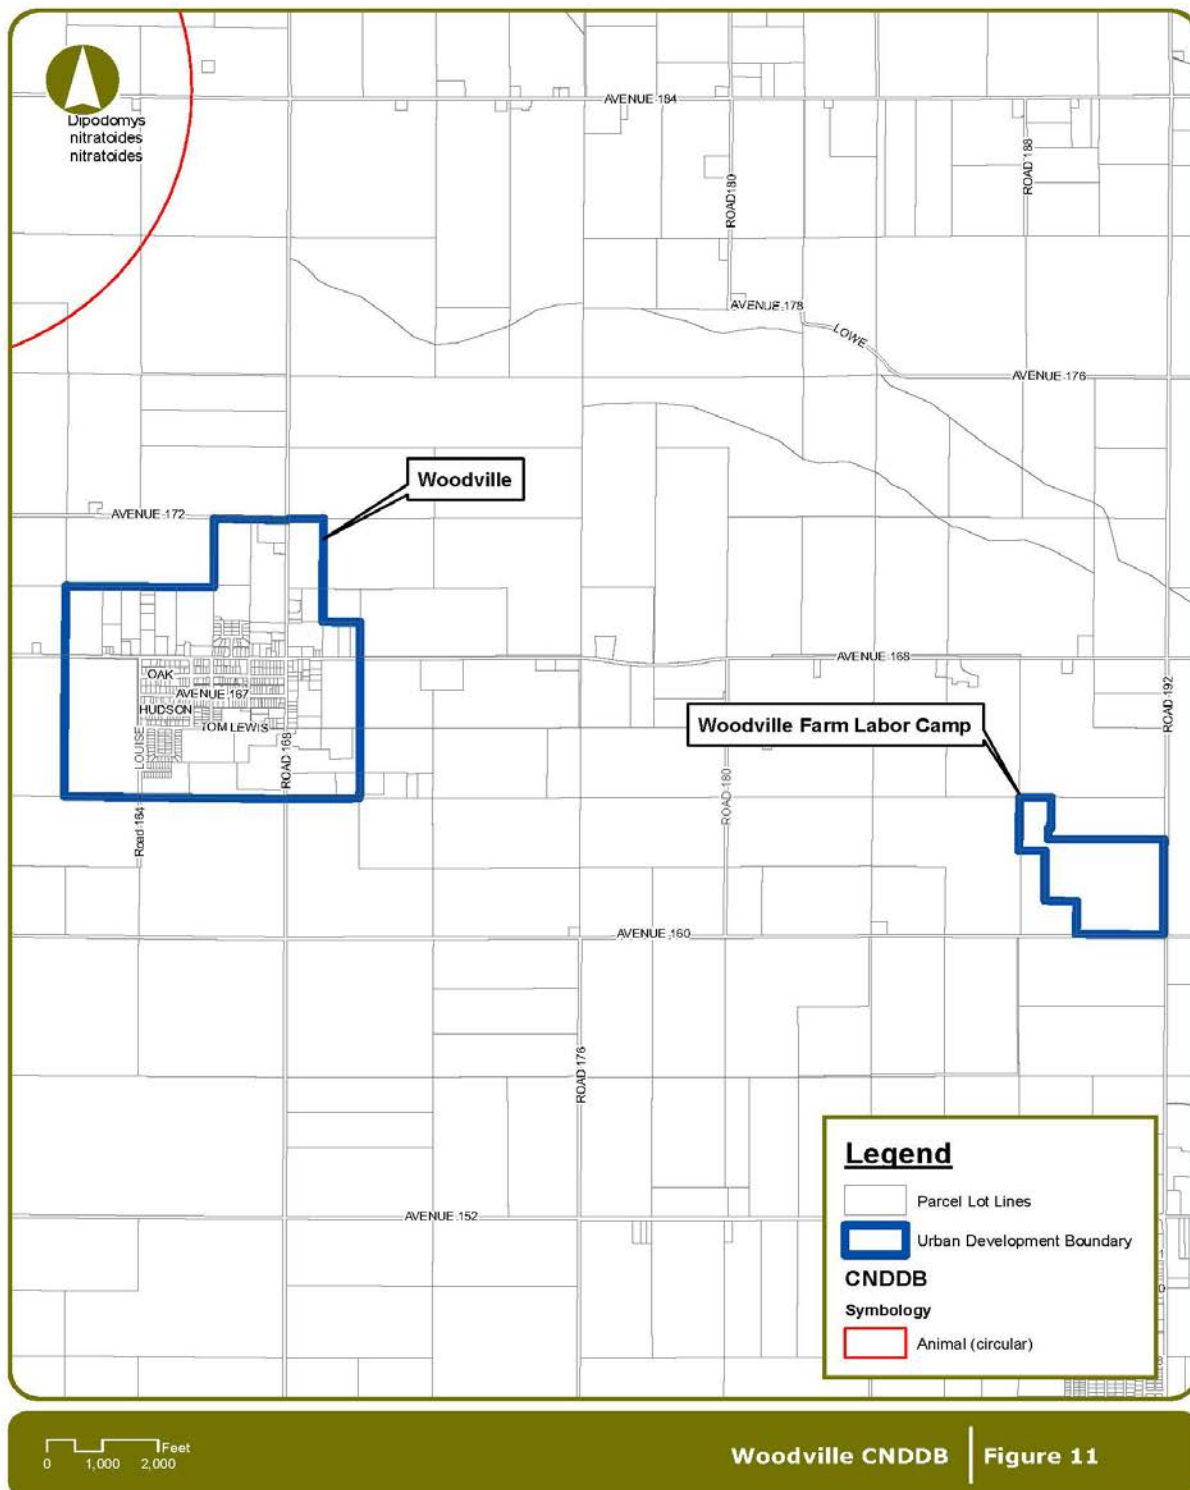 AVENUE 184
Dipodomys
nitratoides
nitratoides
ROAD 188
ROAD180
AVENUE 178
LOWE
AVENUE 176
Woodville
AVENUE 172
AVENUE 168
OAK
AVENUE 167
HUDSON
TOM LEWIS
LOUISE
ROAD 168
ROAD 192
Woodville Farm Labor Camp
ROAD 180
Road 164
AVENUE 160
ROAD 176
AVENUE 152
Legend
Parcel Lot Lines
Urban Development Boundary
CNDDB
Symbology
Animal (circular)
Feet
0 1,000 2,000
Woodville CNDDB | Figure 11